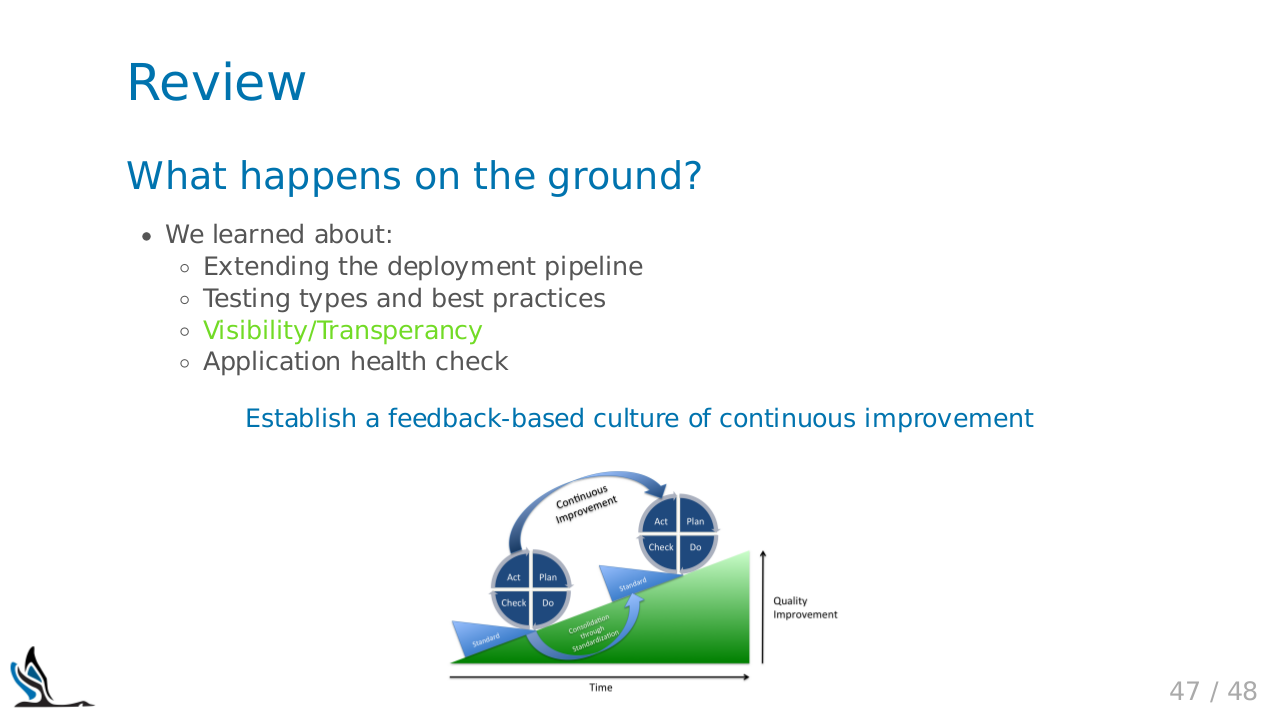 Review
What happens on the ground?
• We learned about:
◦ Extending the deployment pipeline
◦ Testing types and best practices
◦ Visibility/Transperancy
◦ Application health check
Establish a feedback-based culture of continuous improvement
Continuous
Improvement
Act Plan
Check Do
Act Plan
Check Do
Standard
Standard
Consolidation
through
Standardization
Quality
Improvement
Time
47 / 48